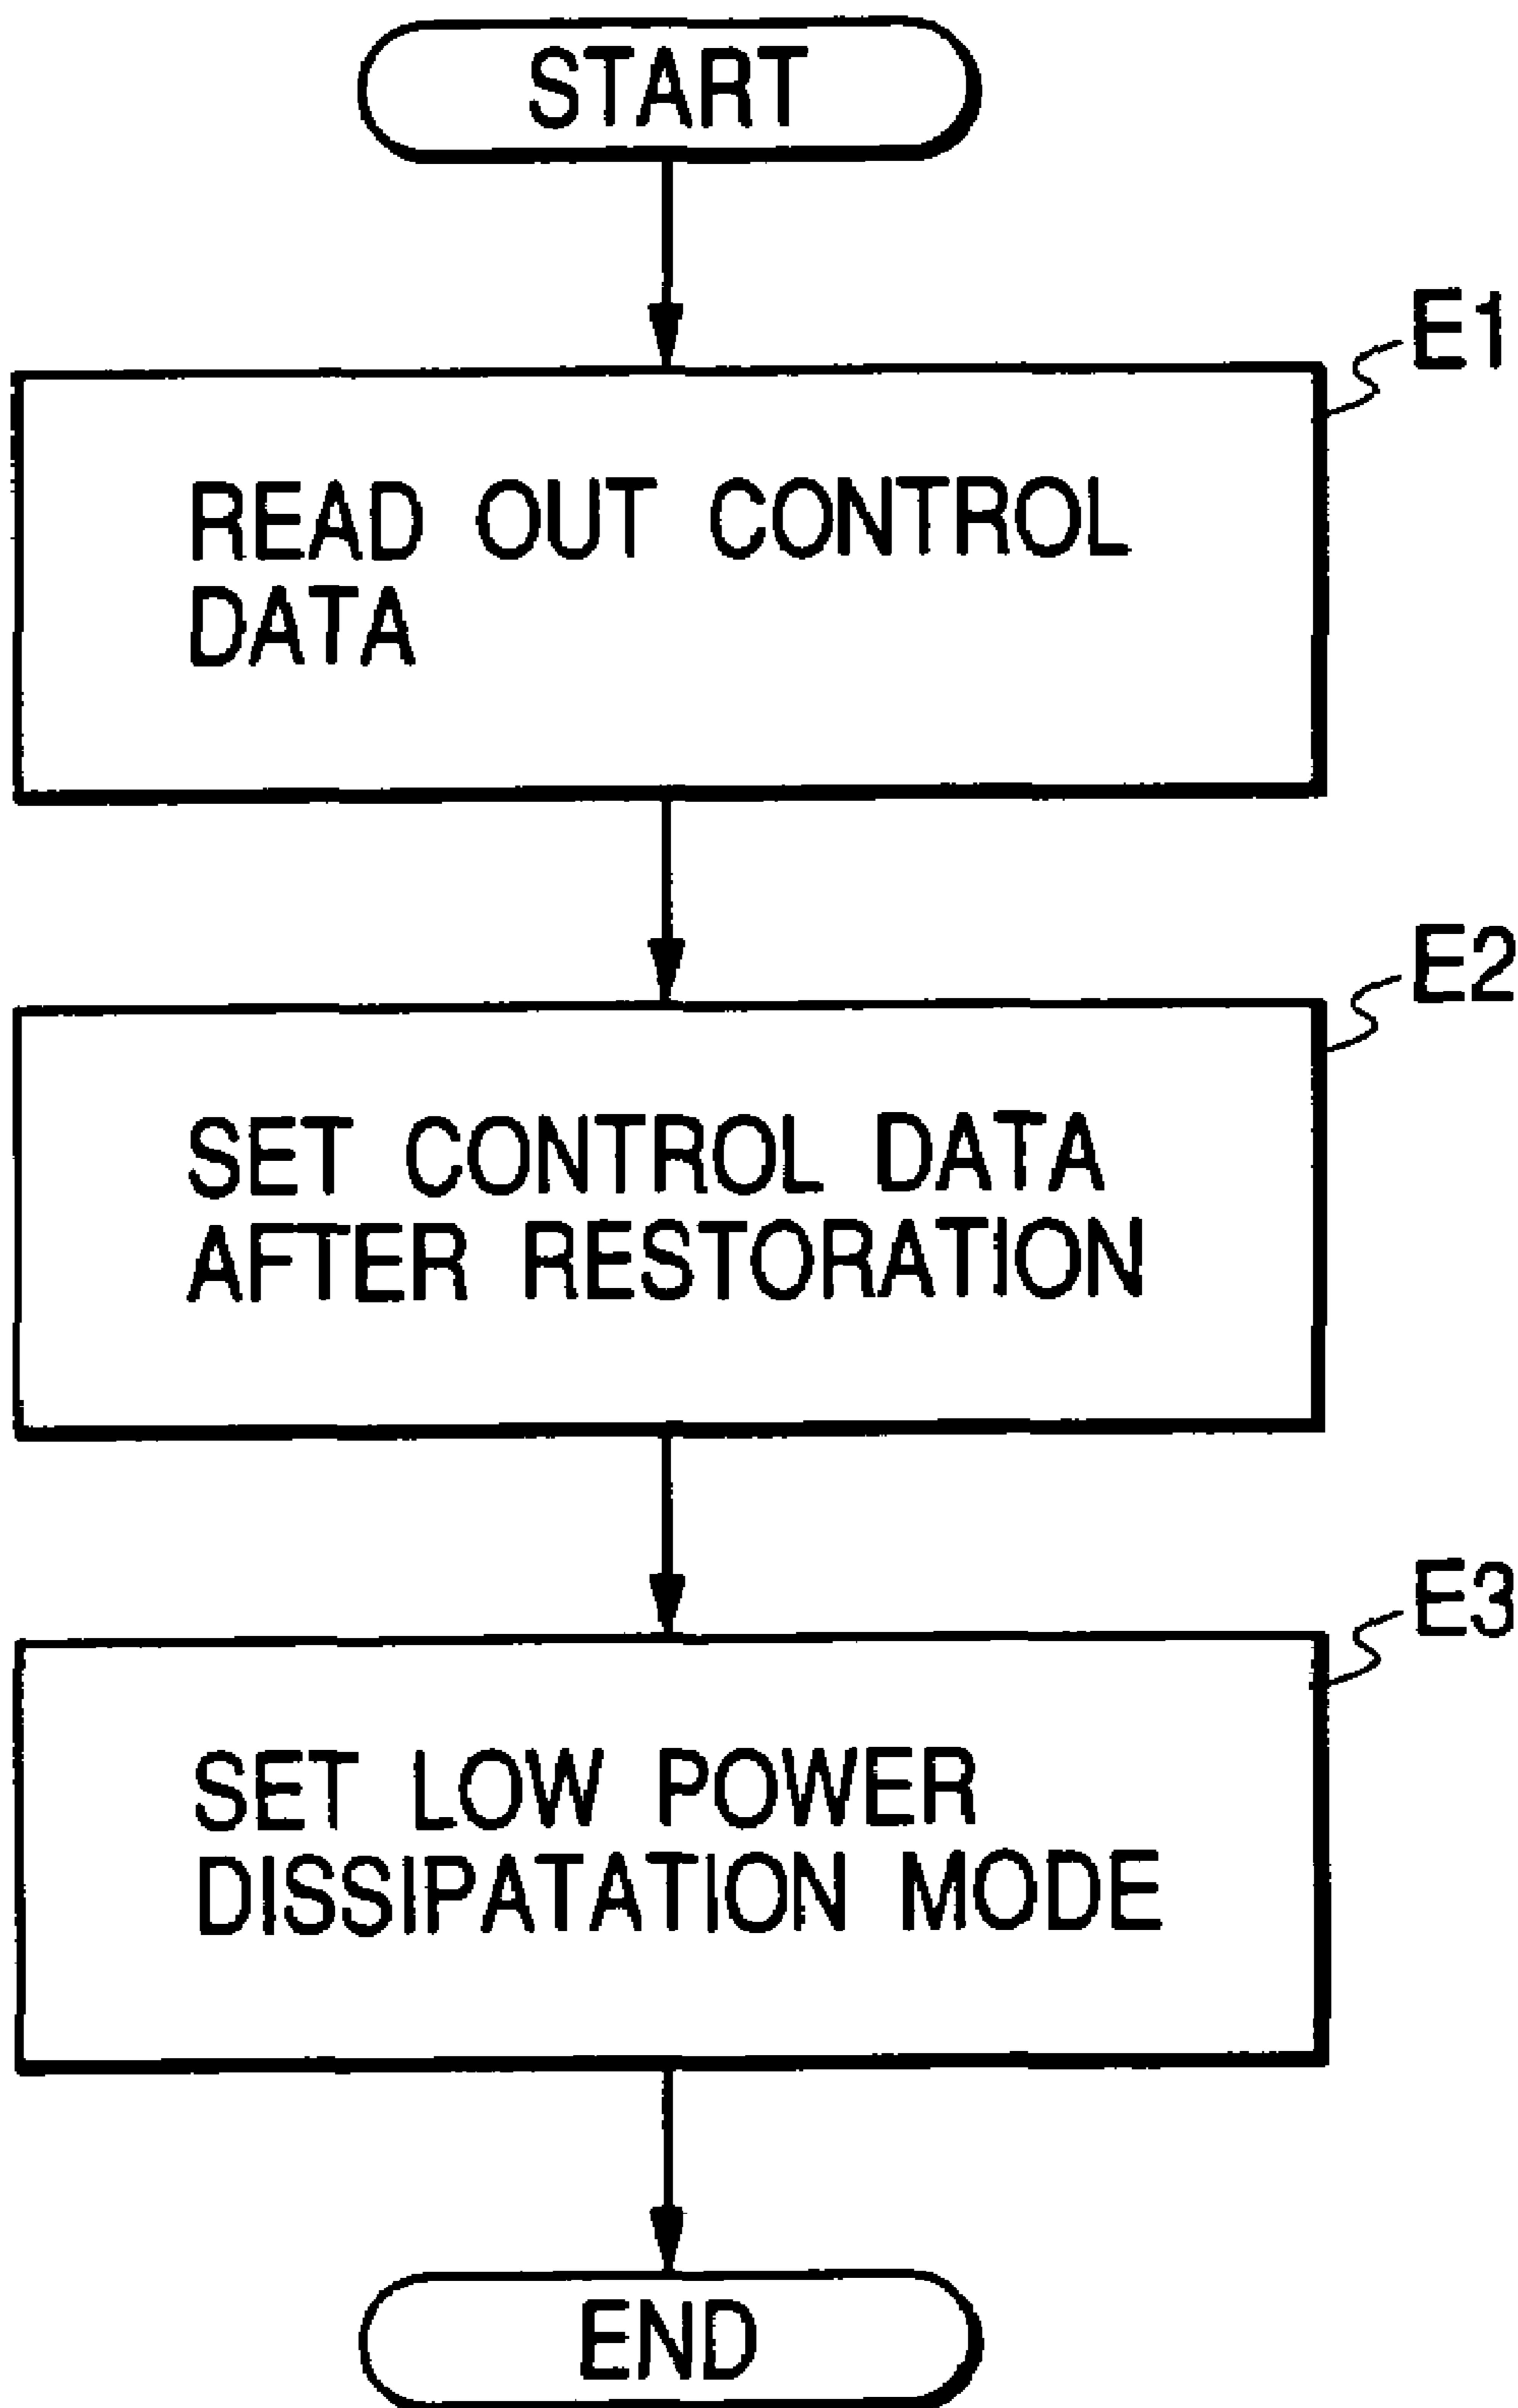 START
E1
READ OUT CONTROL
DATA
E2
SET CONTROL DATA
AFTER RESTORATION
E3
SET LOW POWER
DISSIPATATION MODE
END